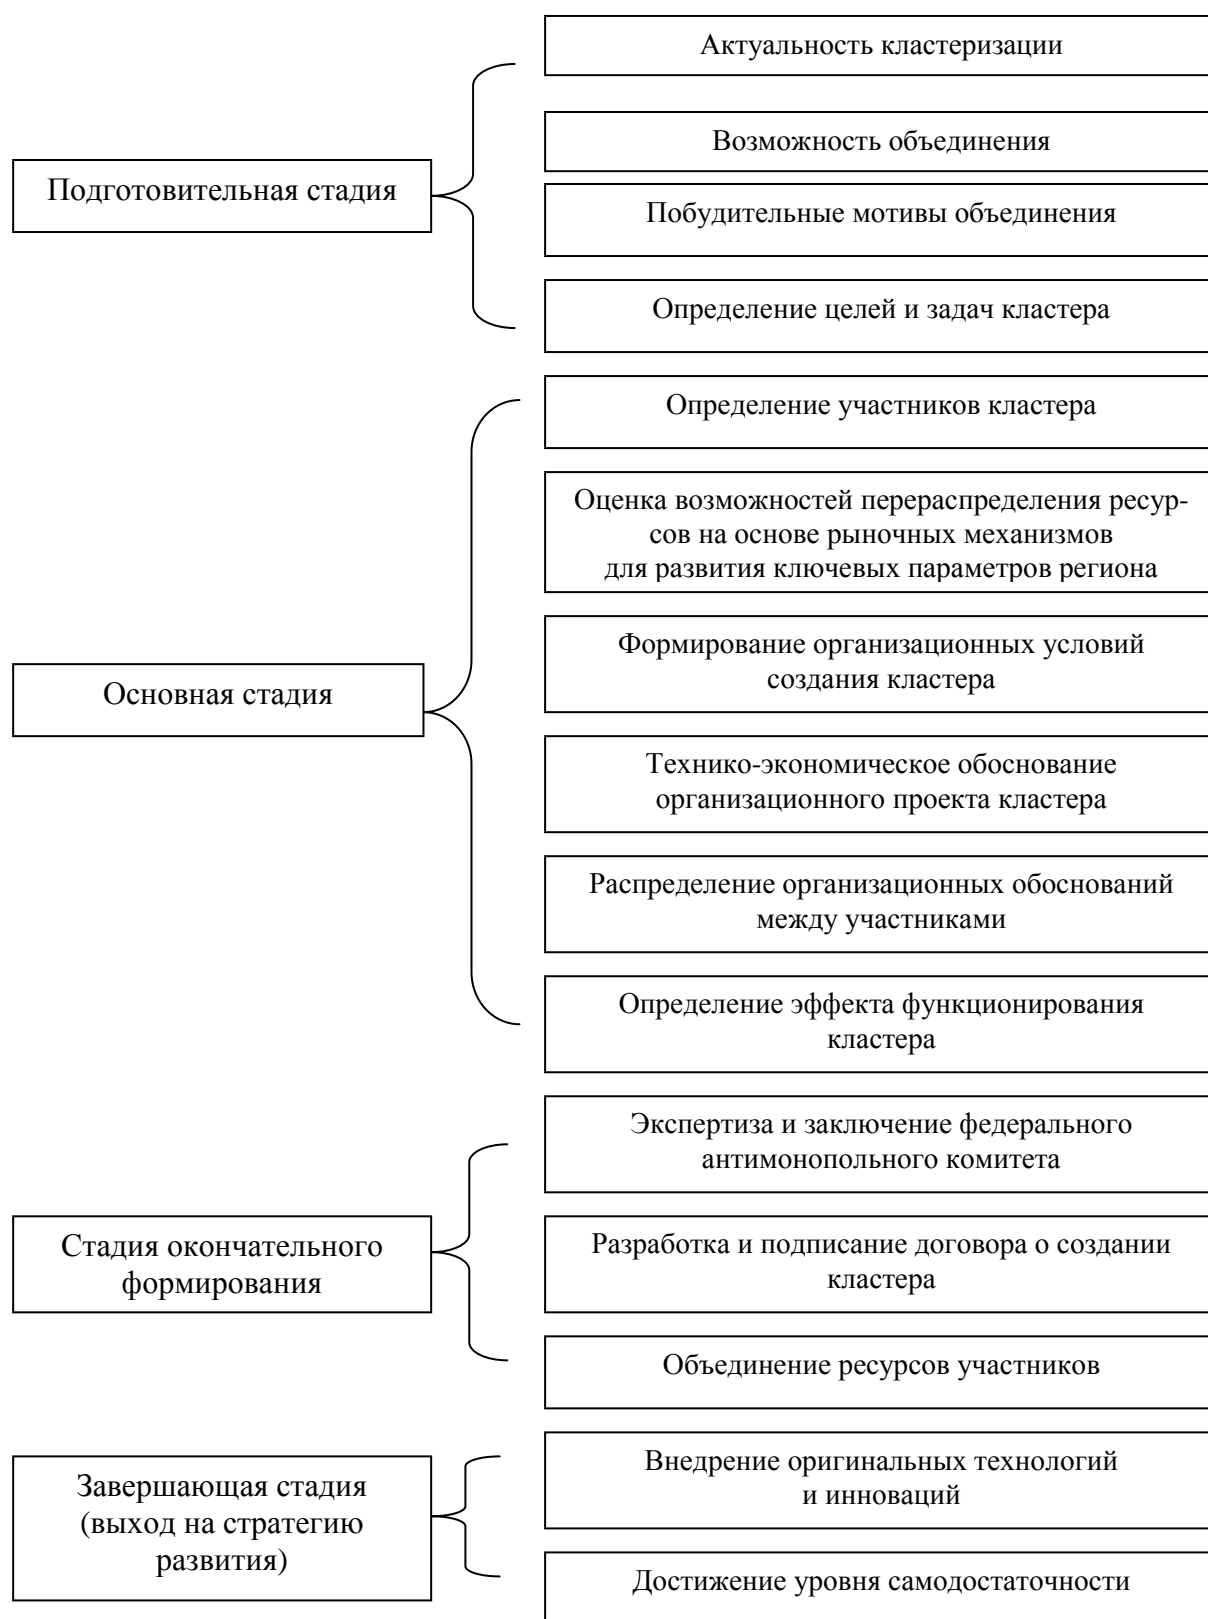 Подготовительная стадия
Актуальность кластеризации
Возможность объединения
Побудительные мотивы объединения
Определение целей и задач кластера
Основная стадия
Определение участников кластера
Оценка возможностей перераспределения ресур-
сов на основе рыночных механизмов
для развития ключевых параметров региона
Формирование организационных условий
создания кластера
Технико-экономическое обоснование
организационного проекта кластера
Распределение организационных обоснований
между участниками
Определение эффекта функционирования
кластера
Стадия окончательного
формирования
Экспертиза и заключение федерального
антимонопольного комитета
Разработка и подписание договора о создании
кластера
Объединение ресурсов участников
Завершающая стадия
(выход на стратегию
развития)
Внедрение оригинальных технологий
и инноваций
Достижение уровня самодостаточности